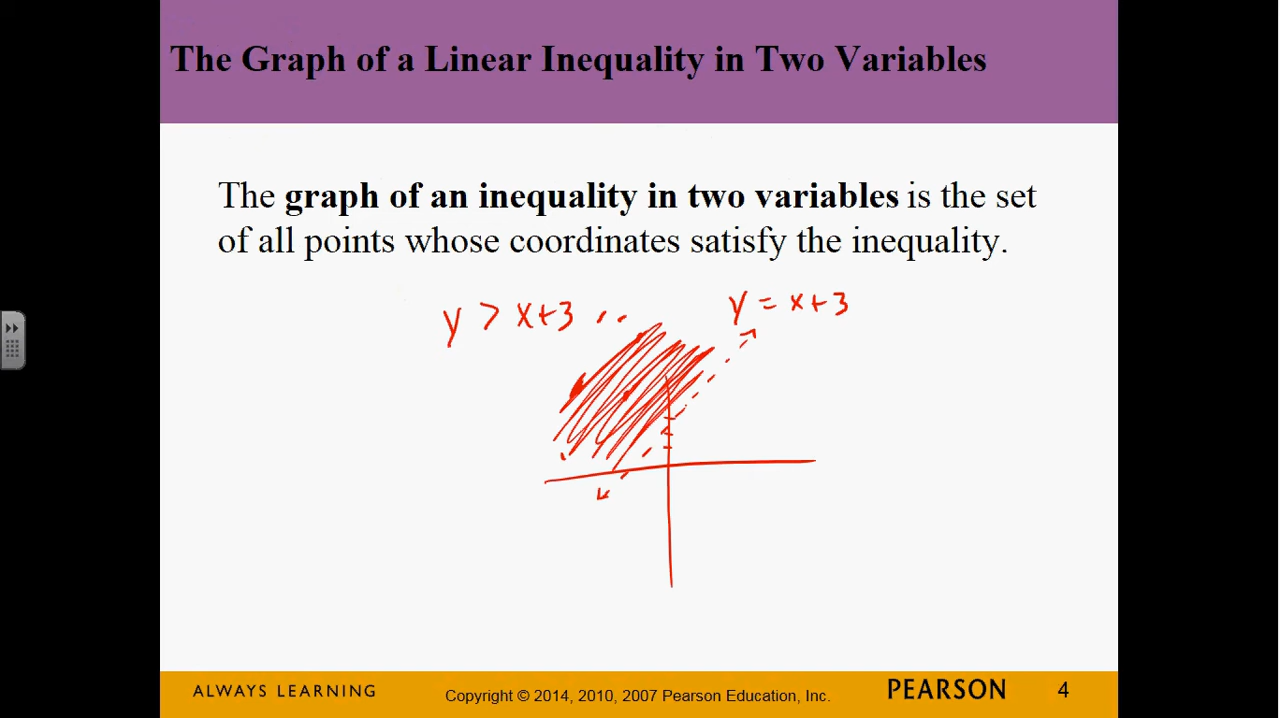 The Graph of a Linear Inequality in Two Variables
The graph of an inequality in two variables is the set
of all points whose coordinates satisfy the inequality.
y > x+3 ..
y = x+3
ALWAYS LEARNING
Copyright © 2014, 2010, 2007 Pearson Education, Inc.
PEARSON
4